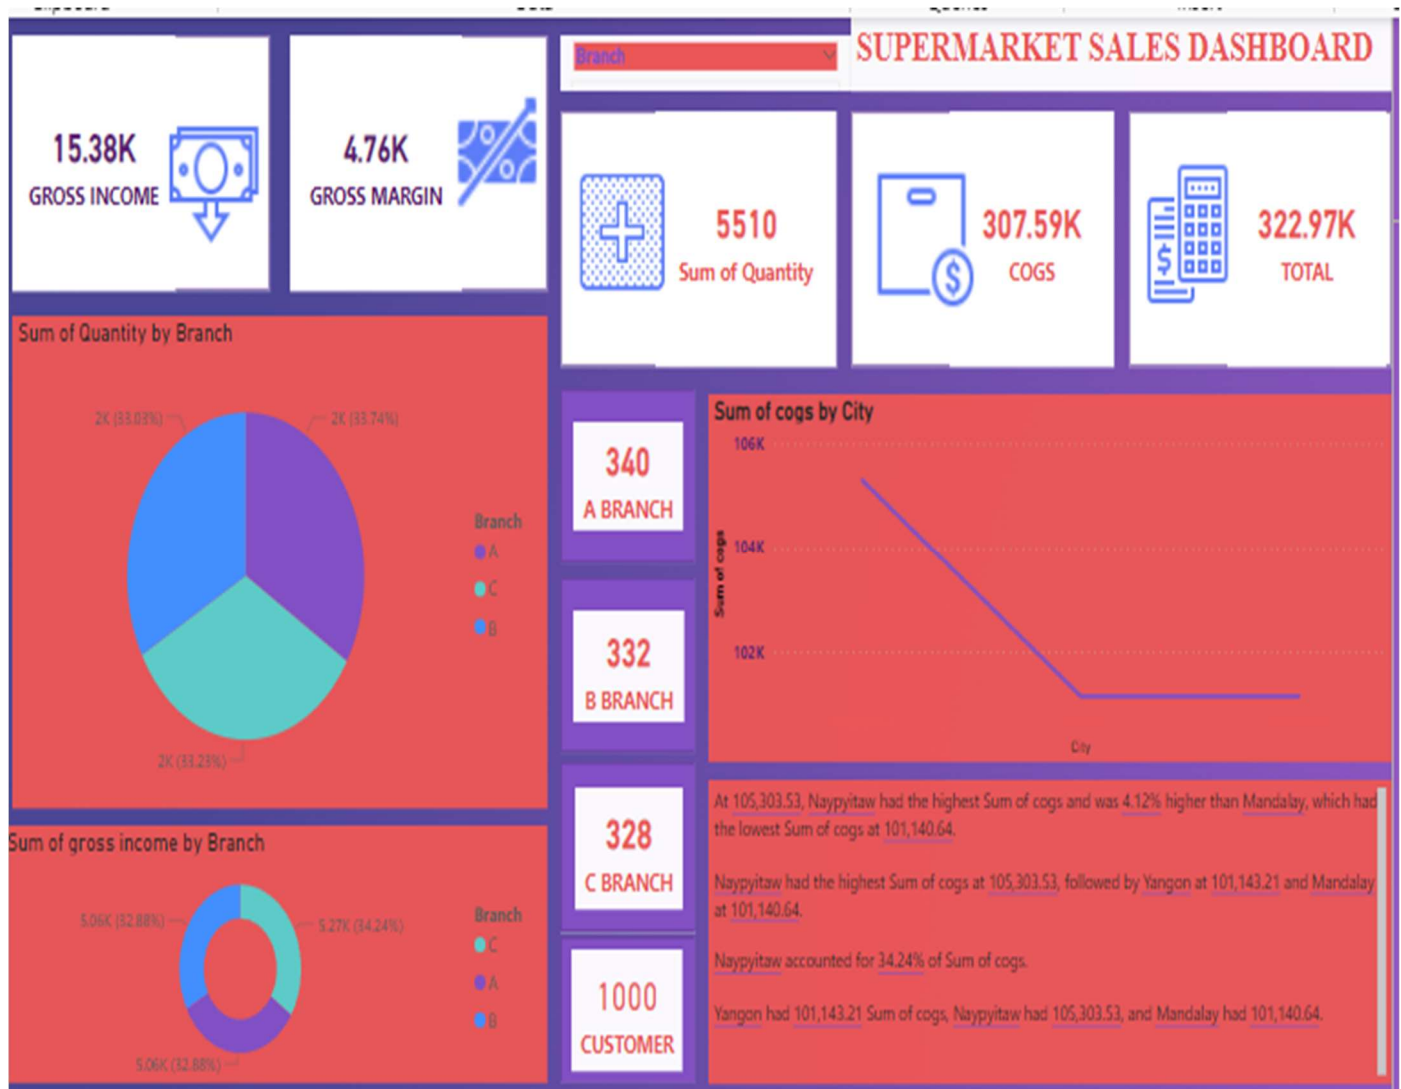 Branch
SUPERMARKET SALES DASHBOARD
15.38K
GROSS INCOME
4.76K
GROSS MARGIN
5510
Sum of Quantity
307.59K
COGS
322.97K
TOTAL
Sum of Quantity by Branch
2K (33.03%)
2K (33.74%)
2K (33.23%)
Branch
A
C
B
Sum of gross income by Branch
5.06K (32.88%)
5.27K (34.24%)
5.06K (32.88%)
Branch
C
A
B
340
A BRANCH
332
B BRANCH
328
C BRANCH
1000
CUSTOMER
Sum of cogs by City
106K
104K
102K
Sum of cogs
City
At 105,303.53, Naypyitaw had the highest Sum of cogs and was 4.12% higher than Mandalay, which had
the lowest Sum of cogs at 101,140.64.
Naypyitaw had the highest Sum of cogs at 105,303.53, followed by Yangon at 101,143.21 and Mandalay
at 101,140.64.
Naypyitaw accounted for 34.24% of Sum of cogs.
Yangon had 101,143.21 Sum of cogs, Naypyitaw had 105,303.53, and Mandalay had 101,140.64.